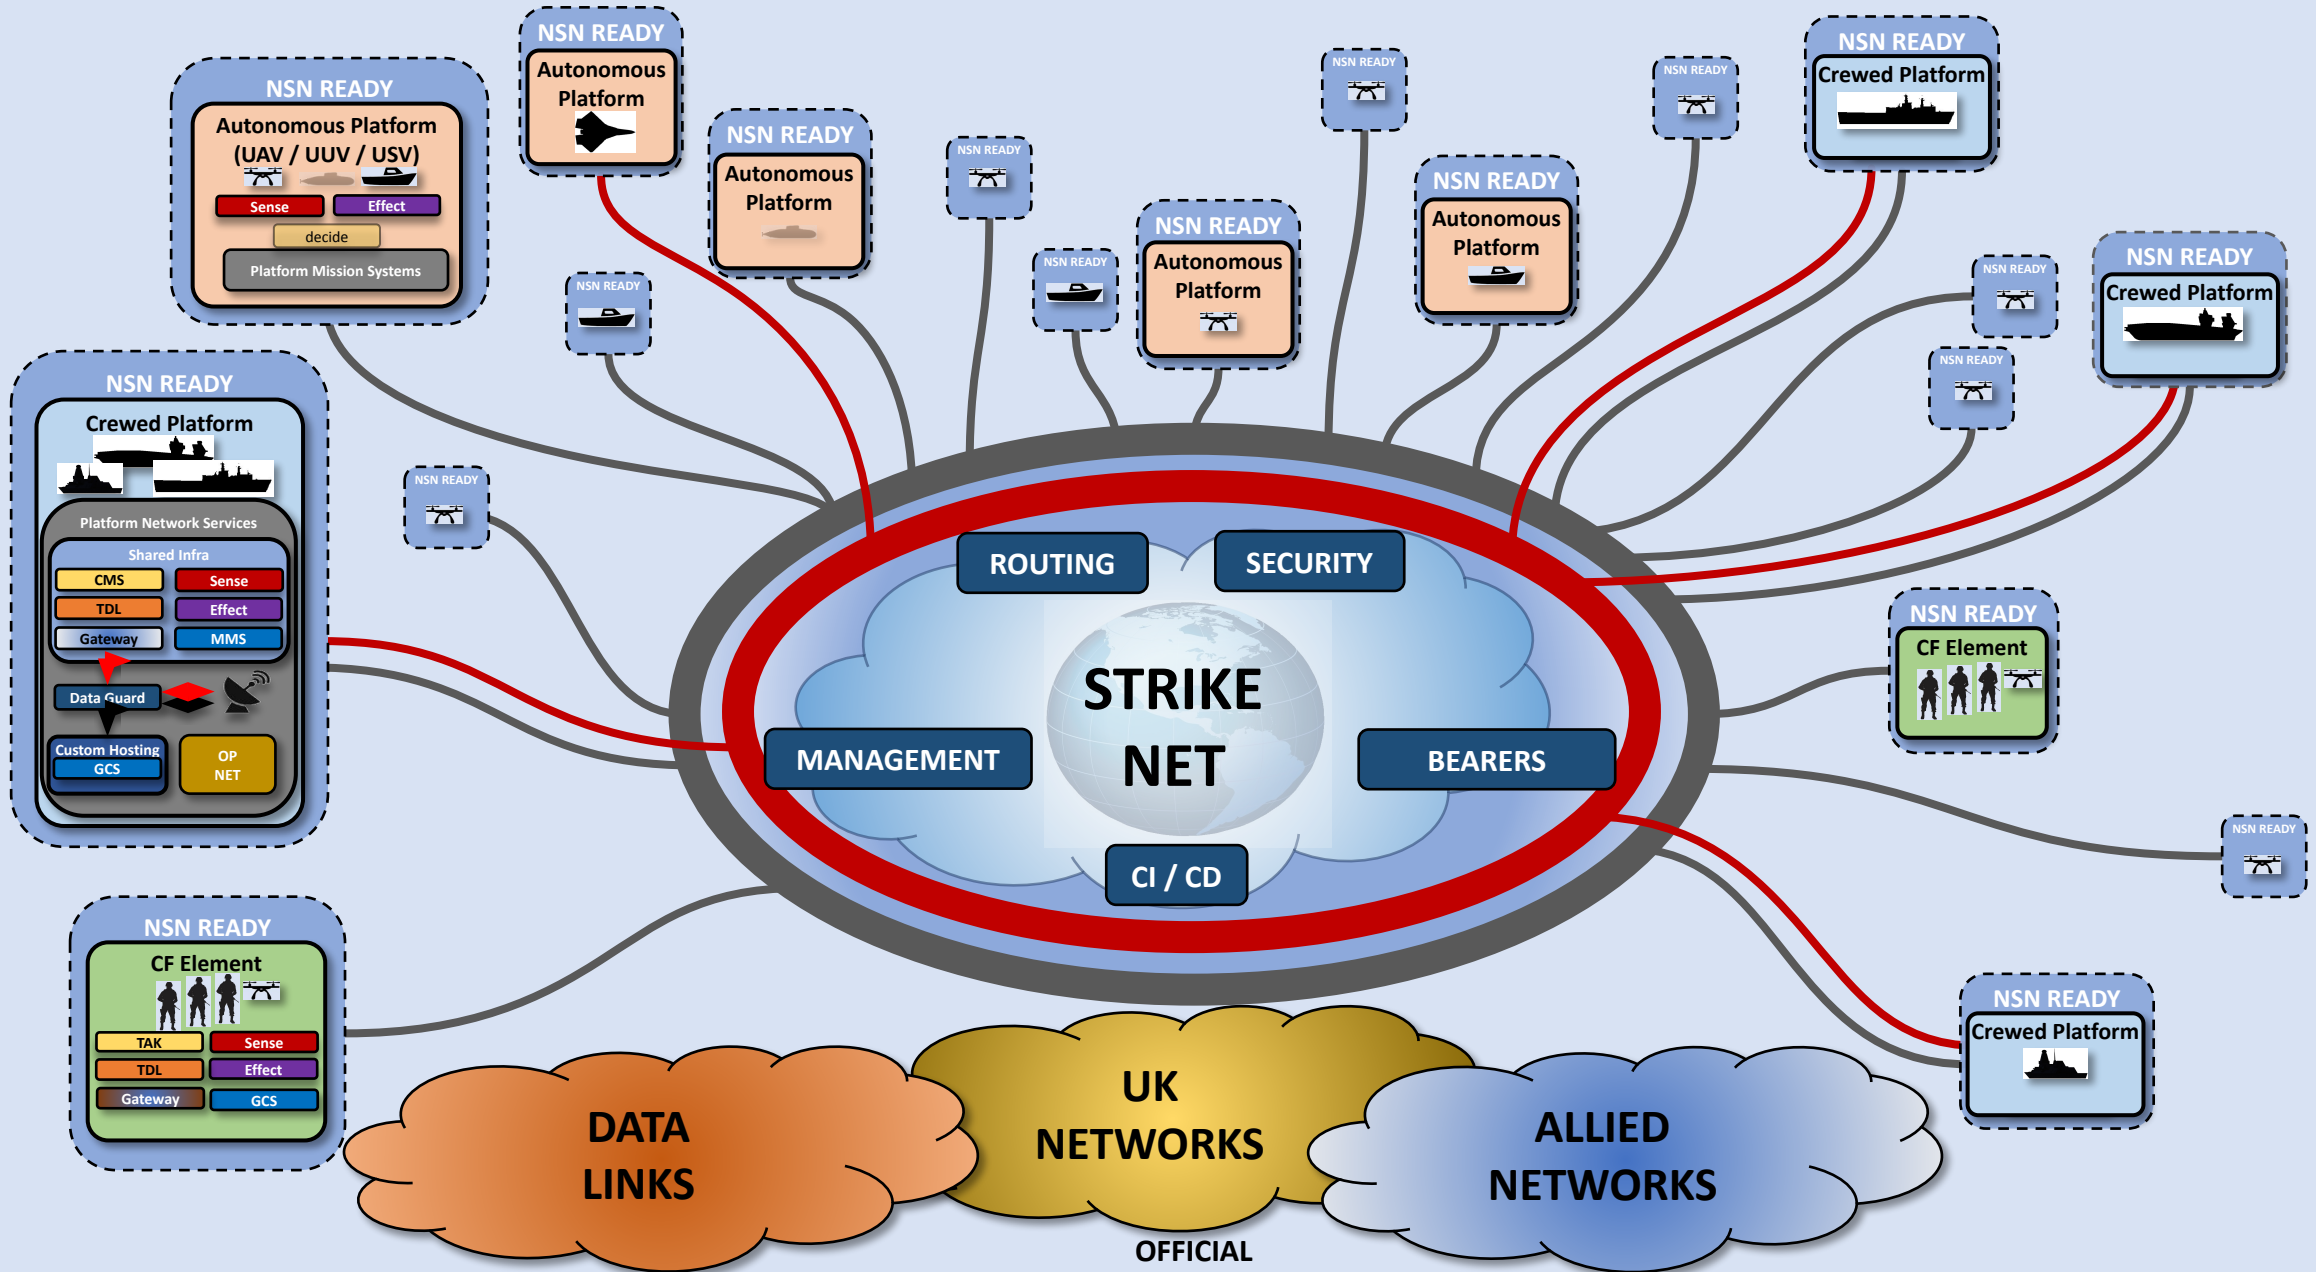 NSN READY
Autonomous Platform
(UAV / UUV / USV)
Sense
Effect
decide
Platform Mission Systems
NSN READY
Autonomous
Platform
NSN READY
Autonomous
Platform
NSN READY
NSN READY
NSN READY
NSN READY
Autonomous
Platform
NSN READY
NSN READY
Autonomous
Platform
NSN READY
NSN READY
Crewed Platform
NSN READY
NSN READY
NSN READY
Crewed Platform
NSN READY
Crewed Platform
Platform Network Services
Shared Infra
CMS
Sense
TDL
Effect
Gateway
MMS
Data Guard
Custom Hosting
GCS
OP
NET
NSN READY
ROUTING
SECURITY
STRIKE
NET
MANAGEMENT
BEARERS
CI / CD
NSN READY
CF Element
NSN READY
NSN READY
CF Element
TAK
Sense
TDL
Effect
Gateway
GCS
NSN READY
Crewed Platform
DATA
LINKS
UK
NETWORKS
ALLIED
NETWORKS
OFFICIAL